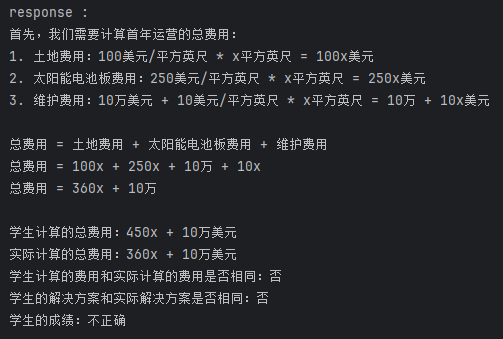 response :
首先，我们需要计算首年运营的总费用：
1. 土地费用：100美元/平方英尺 * x平方英尺 = 100x美元
2. 太阳能电池板费用：250美元/平方英尺 * x平方英尺 = 250x美元
3. 维护费用：10万美元 + 10美元/平方英尺 * x平方英尺 = 10万 + 10x美元
总费用 = 土地费用 + 太阳能电池板费用 + 维护费用
总费用 = 100x + 250x + 10万 + 10x
总费用 = 360x + 10万
学生计算的总费用：450x + 10万美元
实际计算的总费用：360x + 10万美元
学生计算的费用和实际计算的费用是否相同：否
学生的解决方案和实际解决方案是否相同：否
学生的成绩：不正确